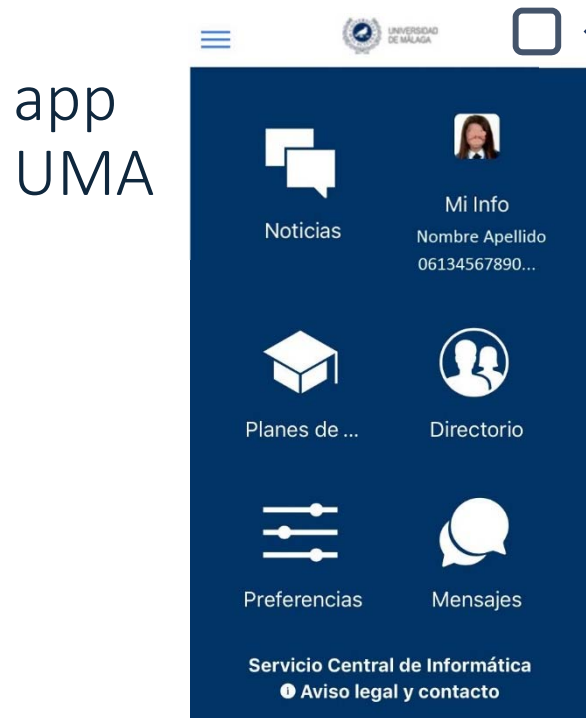 app
UMA
UNIVERSIDAD
DE MÁLAGA
Noticias
Mi Info
Nombre Apellido
06134567890...
Planes de ...
Directorio
Preferencias
Mensajes
Servicio Central de Informática
Aviso legal y contacto